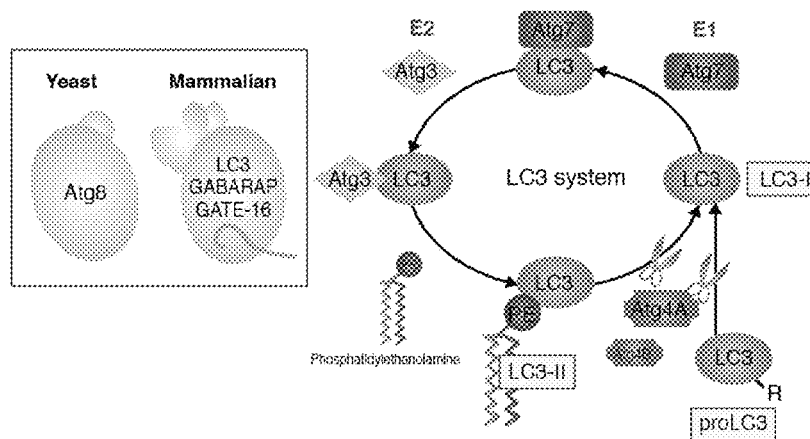 Yeast
Mammalian
Atg8
LC3
GABARAP
GATE-16
E2
Atg7
LC3
E1
Atg3
Atg7
Atg3
LC3
LC3 system
LC3
LC3-I
LC3
PE
Atg4A
Phosphatidylethanolamine
LC3-II
LC3
R
proLC3